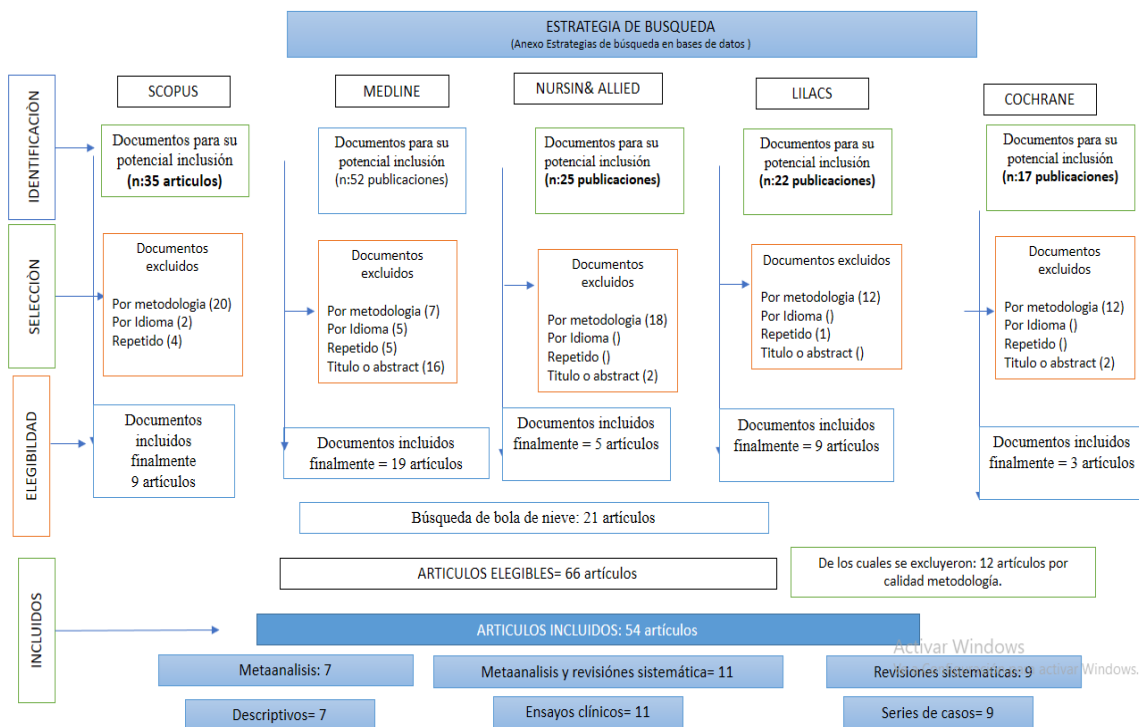 ESTRATEGIA DE BUSQUEDA
(Anexo Estrategias de búsqueda en bases de datos )
IDENTIFICACIÒN
SCOPUS
MEDLINE
NURSIN& ALLIED
LILACS
COCHRANE
Documentos para su
potencial inclusión
(n:35 articulos)
Documentos para su
potencial inclusión
(n:52 publicaciones)
Documentos para su
potencial inclusión
(n:25 publicaciones)
Documentos para su
potencial inclusión
(n:22 publicaciones)
Documentos para su
potencial inclusión
(n:17 publicaciones)
SELECCIÒN
Documentos
excluidos
Por metodologia (20)
Por Idioma (2)
Repetido (4)
Documentos
excluidos
Por metodologia (7)
Por Idioma (5)
Repetido (5)
Titulo o abstract (16)
Documentos
excluidos
Por metodologia (18)
Por Idioma ()
Repetido ()
Titulo o abstract (2)
Documentos excluidos
Por metodologia (12)
Por Idioma ()
Repetido (1)
Titulo o abstract ()
Documentos
excluidos
Por metodologia (12)
Por Idioma ()
Repetido ()
Titulo o abstract (2)
ELEGIBILDAD
Documentos
incluidos
finalmente
9 artículos
Documentos incluidos
finalmente = 19 artículos
Documentos incluidos
finalmente = 5 artículos
Documentos incluidos
finalmente = 9 artículos
Documentos incluidos
finalmente = 3 artículos
Búsqueda de bola de nieve: 21 artículos
INCLUIDOS
ARTICULOS ELEGIBLES= 66 artículos
De los cuales se excluyeron: 12 artículos por
calidad metodología.
ARTICULOS INCLUIDOS: 54 artículos
Metaanalisis: 7
Metaanalisis y revisiónes sistemática= 11
Revisiones sistematicas: 9
Descriptivos= 7
Ensayos clínicos= 11
Series de casos= 9
Activar Windows
activar Windows.